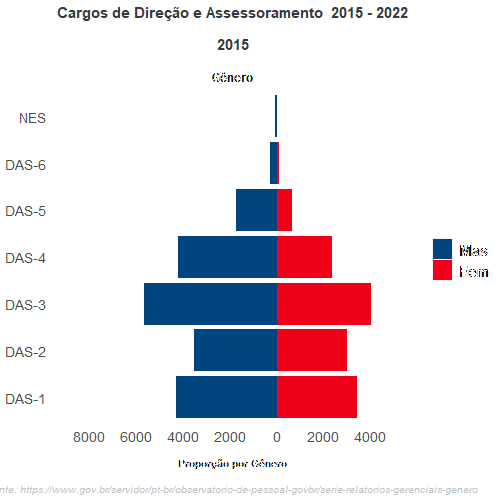 Cargos de Direção e Assessoramento 2015 - 2022
2015
Gênero
NES
DAS-6
DAS-5
DAS-4
DAS-3
DAS-2
DAS-1
Mas
Fem
8000 6000 4000 2000 0 2000 4000
Proporção por Gênero
nte: https://www.gov.br/servidor/pt-br/observatorio-de-pessoal-govbr/serie-relatorios-gerenciais-genero